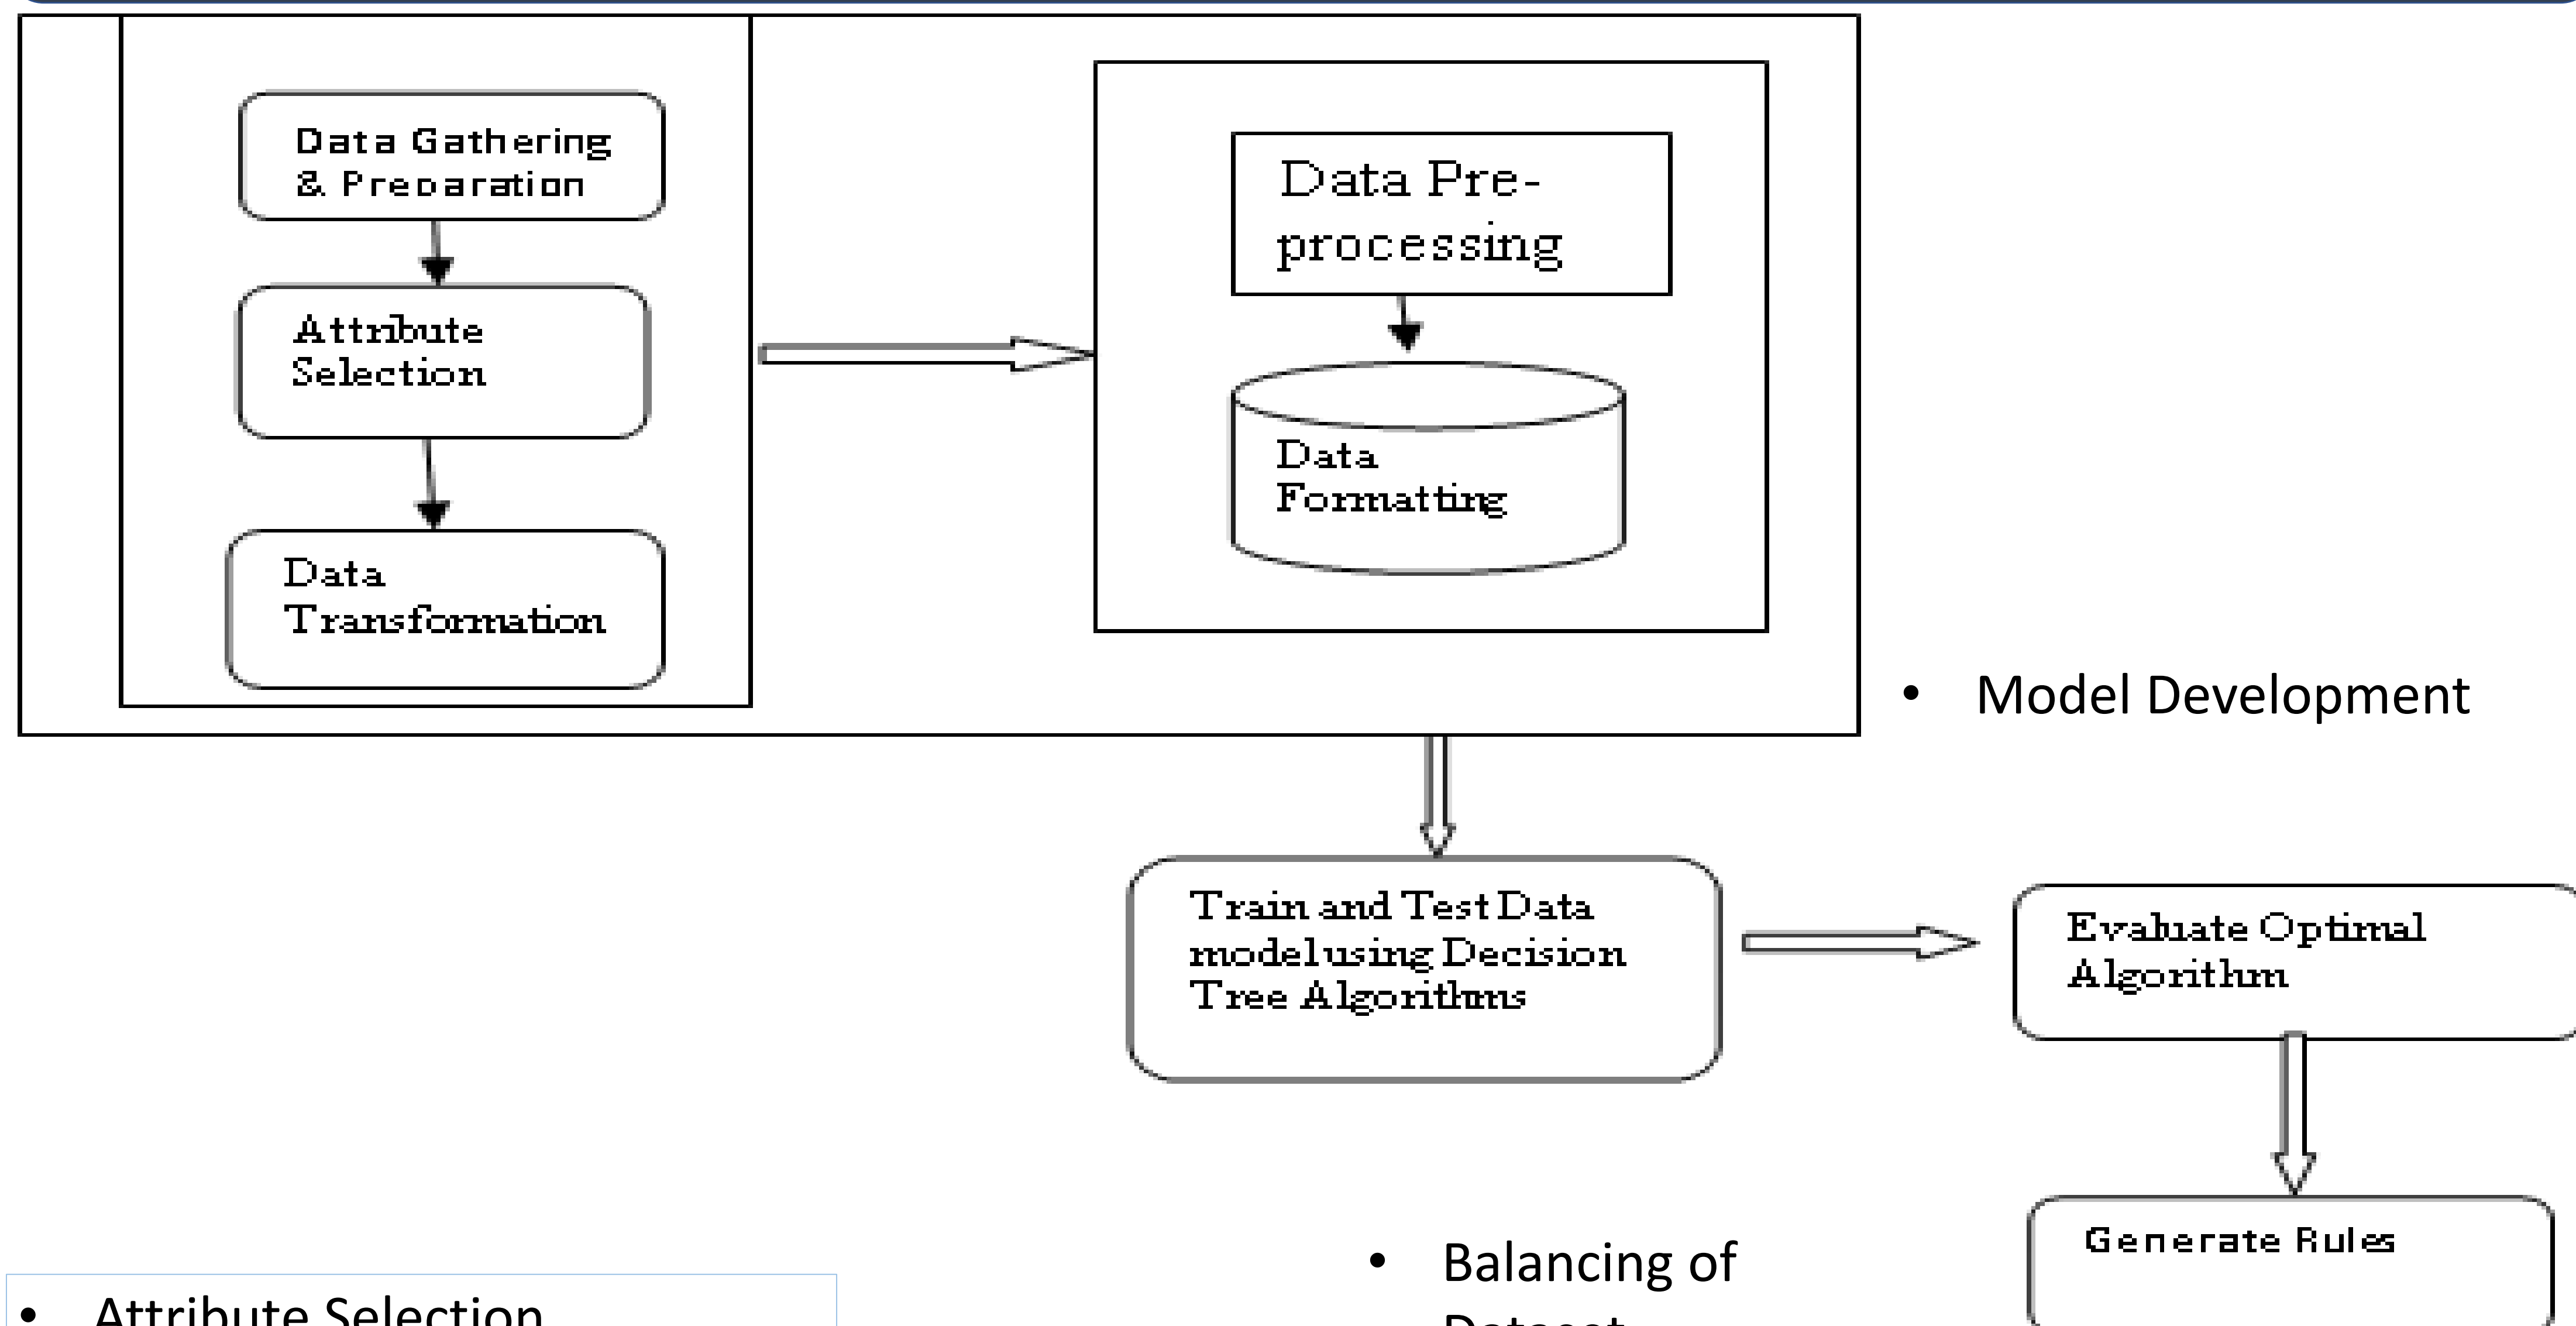 Data Gathering
& Preparation
Attribute
Selection
Data
Transformation
Data Pre-
processing
Data
Formatting
• Model Development
Train and Test Data
model using Decision
Tree Algorithms
Evaluate Optimal
Algorithm
Generate Rules
• Balancing of
Dataset
• Attribute Selection